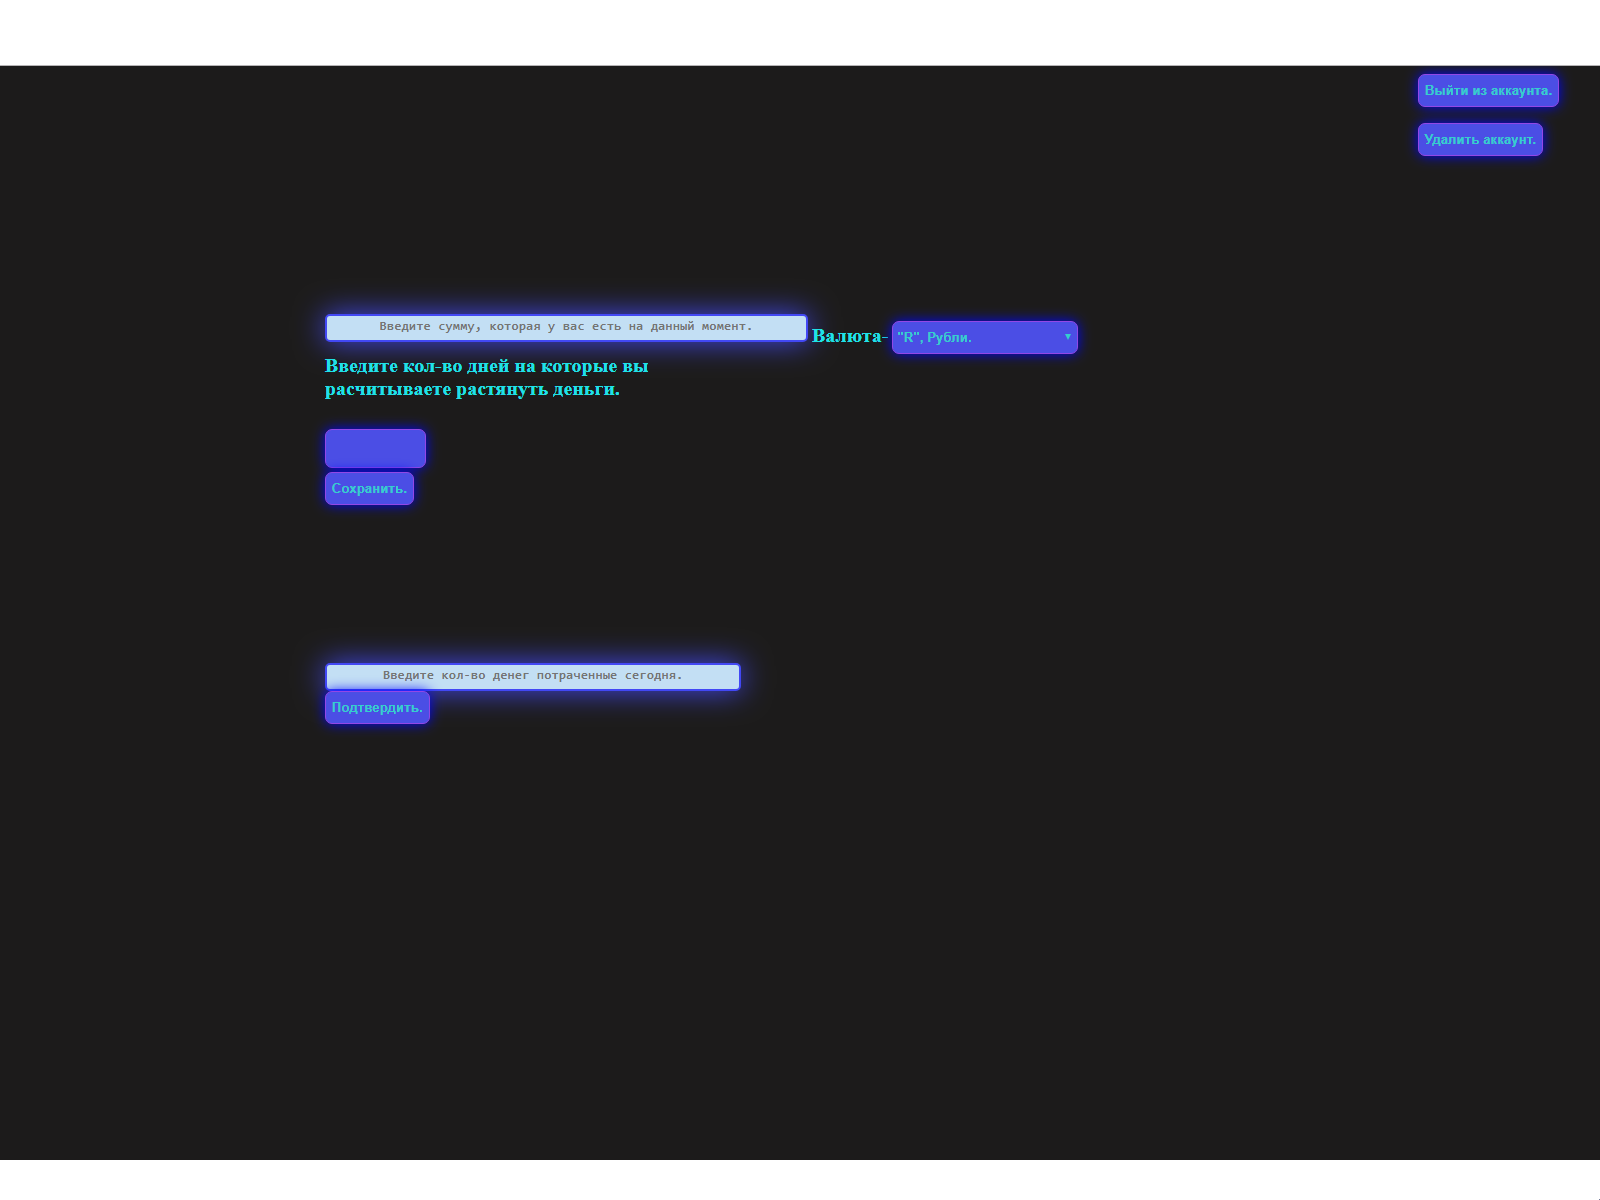 Выйти из аккаунта.
Удалить аккаунт.
Введите сумму, которая у вас есть на данный момент.
Валюта- "R", Рубли.
Введите кол-во дней на которые вы
расчитываете растянуть деньги.
Сохранить.
Введите кол-во денег потраченные сегодня.
Подтвердить.